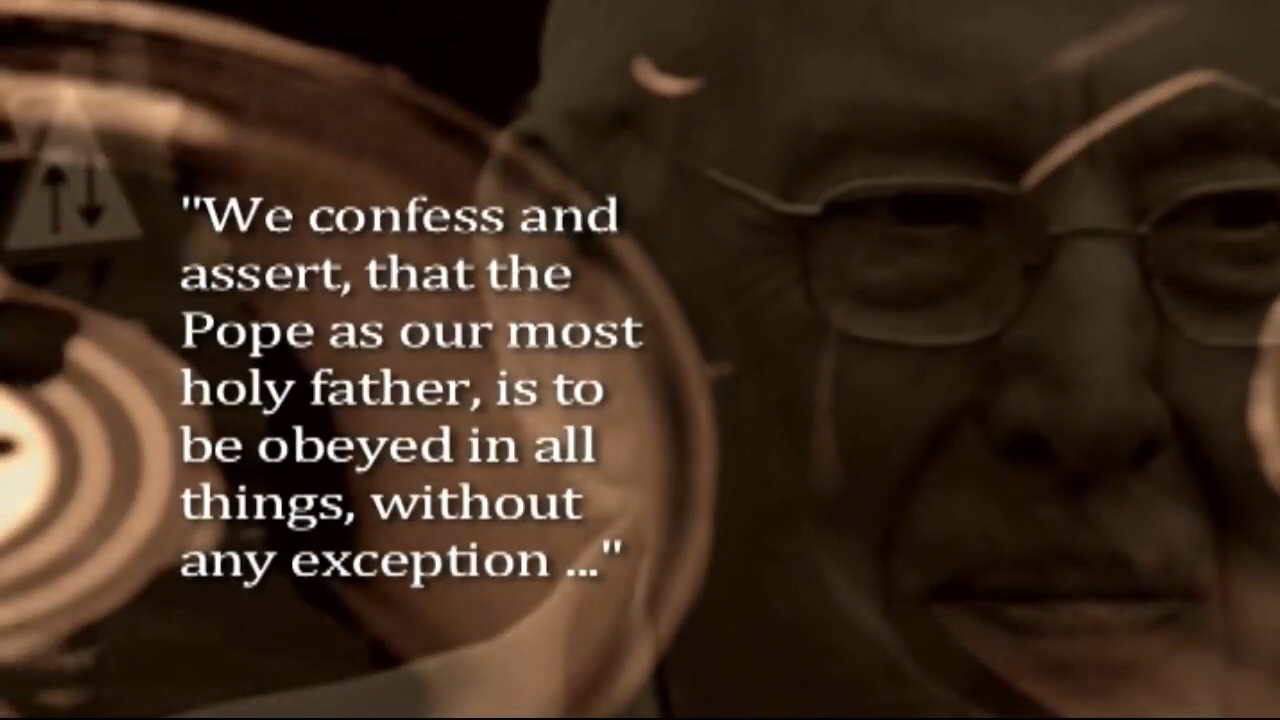 "We confess and
assert, that the
Pope as our most
holy father, is to
be obeyed in all
things, without
any exception ..."